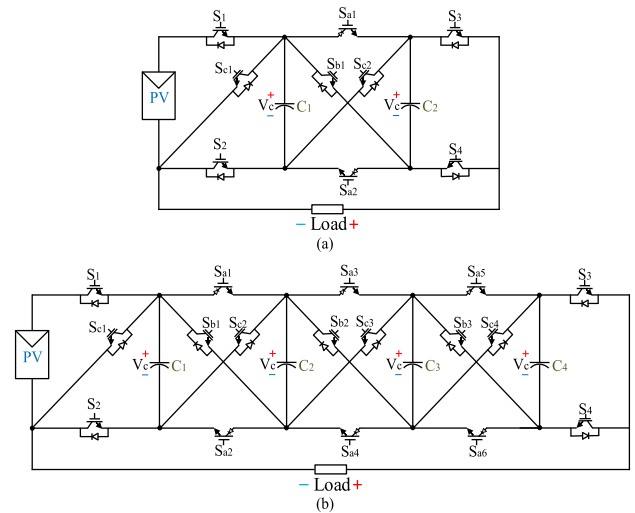 S1 Sa1 S3
Sc1 Sb1 Sc2
PV
+ +
Vc C1 Vc C2
− −
S2 S4
Sa2
− Load +
(a)
S1 Sa1 Sa3 Sa5 S3
Sc1 Sb1 Sc2 Sb2 Sc3 Sb3 Sc4
PV
+ + + +
Vc C1 Vc C2 Vc C3 Vc C4
− − − −
S2 S4
Sa2 Sa4 Sa6
− Load +
(b)